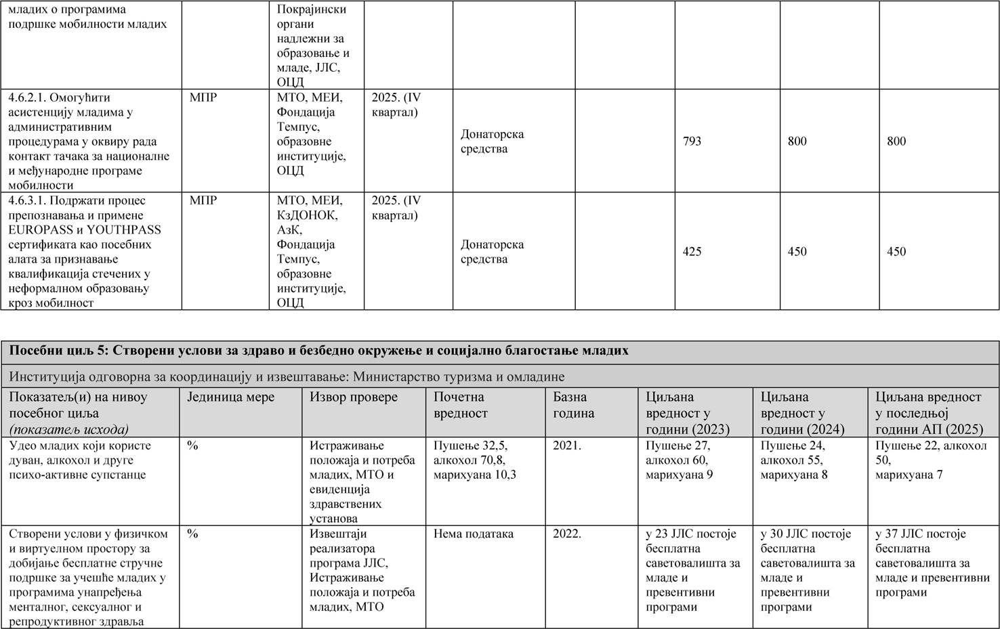 младих о програмима
подршке мобилности младих
Покрајински
органи
надлежни за
образовање и
младе, ЈЛС,
ОЦД
4.6.2.1. Омогућити
асистенцију младима у
административним
процедурама у оквиру рада
контакт тачака за националне
и међународне програме
мобилности
МПР
МТО, МЕИ,
Фондација
Темпус,
образовне
институције,
ОЦД
2025. (IV
квартал)
Донаторска
средства
793
800
800
4.6.3.1. Подржати процес
препознавања и примене
EUROPASS и YOUTHPASS
сертификата као посебних
алата за признавање
квалификација стечених у
неформалном образовању
кроз мобилност
МПР
МТО, МЕИ,
КзДОНОК,
АзК,
Фондација
Темпус,
образовне
институције,
ОЦД
2025. (IV
квартал)
Донаторска
средства
425
450
450
Посебни циљ 5: Створени услови за здраво и безбедно окружење и социјално благостање младих
Институција одговорна за координацију и извештавање: Министарство туризма и омладине
Показатељ(и) на нивоу
посебног циља
(показатељ исхода)
Јединица мере
Извор провере
Почетна
вредност
Базна
година
Циљана
вредност у
години (2023)
Циљана
вредност у
години (2024)
Циљана вредност
у последњој
години АП (2025)
Удео младих који користе
дуван, алкохол и друге
психо-активне супстанце
%
Истраживање
положаја и потреба
младих, МТО и
евиденција
здравствених
установа
Пушење 32,5,
алкохол 70,8,
марихуана 10,3
2021.
Пушење 27,
алкохол 60,
марихуана 9
Пушење 24,
алкохол 55,
марихуана 8
Пушење 22, алкохол
50,
марихуана 7
Створени услови у физичком
и виртуелном простору за
добијање бесплатне стручне
подршке за учешће младих у
програмима унапређења
менталног, сексуалног и
репродуктивног здравља
%
Извештаји
реализатора
програма ЈЛС,
Истраживање
положаја и потреба
младих, МТО
Нема података
2022.
у 23 ЈЛС постоје
бесплатна
саветовалишта за
младе и
превентивни
програми
у 30 ЈЛС постоје
бесплатна
саветовалишта за
младе и
превентивни
програми
у 37 ЈЛС постоје
бесплатна
саветовалишта за
младе и превентивни
програми